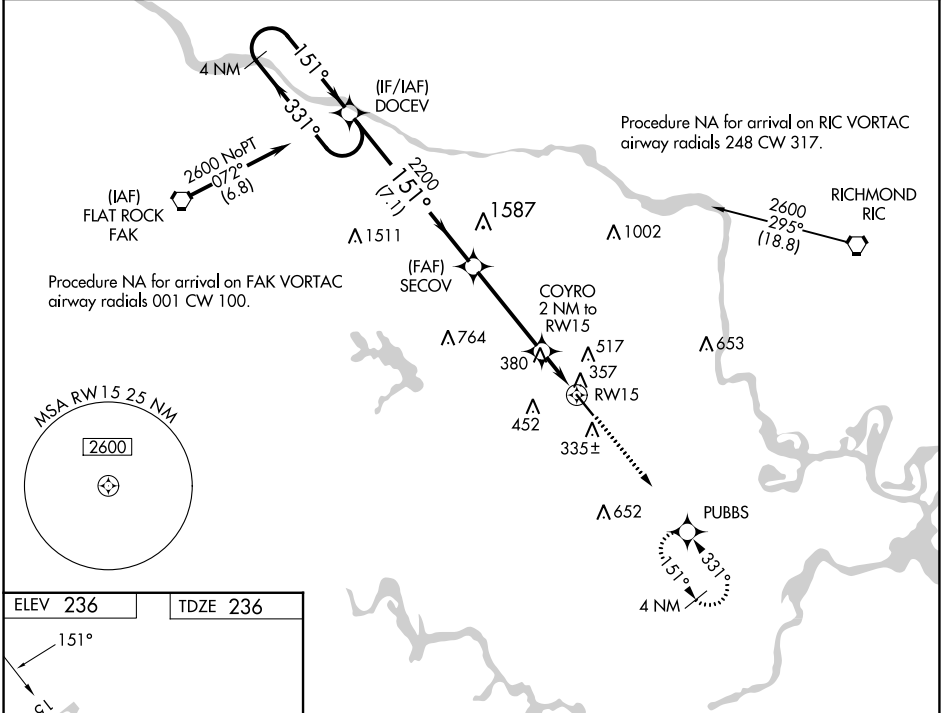 4 NM
151°
331°
(IF/IAF)
DOCEV
Procedure NA for arrival on RIC VORTAC
airway radials 248 CW 317.
2600 NoPT
072°
(6.8)
(IAF)
FLAT ROCK
FAK
2200
151°
(7.1)
1587
1511
1002
2600
295°
(18.8)
RICHMOND
RIC
Procedure NA for arrival on FAK VORTAC
airway radials 001 CW 100.
(FAF)
SECOV
COYRO
2 NM to
RW15
764
380
517
357
653
RW15
452
335±
MSA RW15 25 NM
2600
652
PUBBS
151°
331°
4 NM
ELEV 236
TDZE 236
151°
15